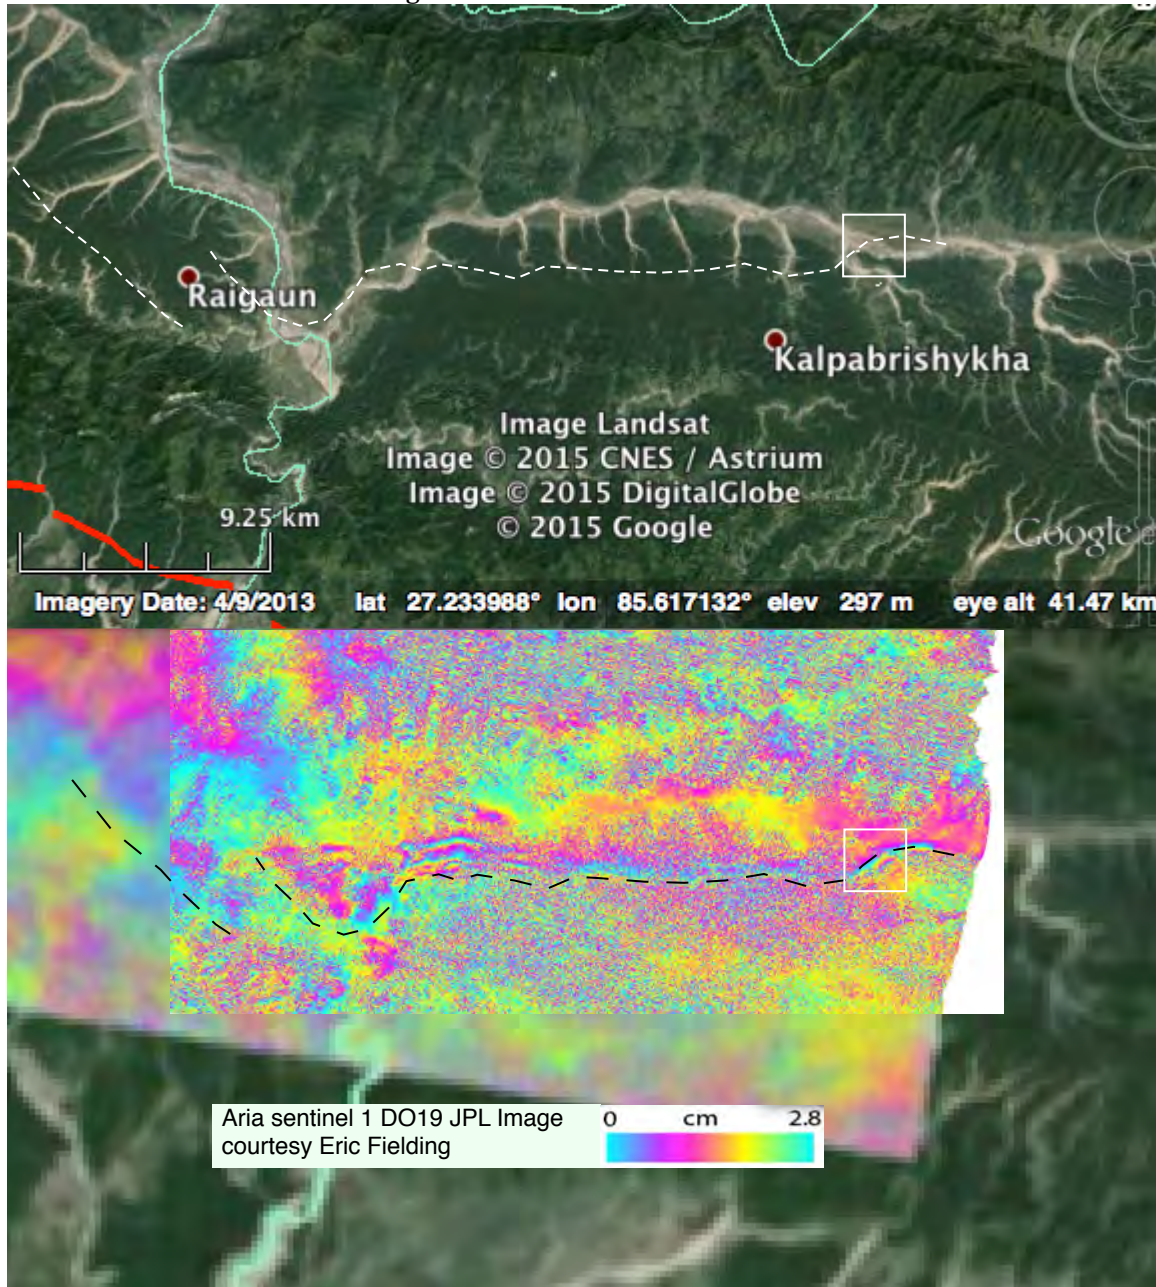 Raigaun
Kalpabrishykha
Image Landsat
Image © 2015 CNES / Astrium
Image © 2015 DigitalGlobe
© 2015 Google
9.25 km
Google e
Imagery Date: 4/9/2013 lat 27.233988° lon 85.617132° elev 297 m eye alt 41.47 km
Aria sentinel 1 DO19 JPL Image
courtesy Eric Fielding
0 cm 2.8